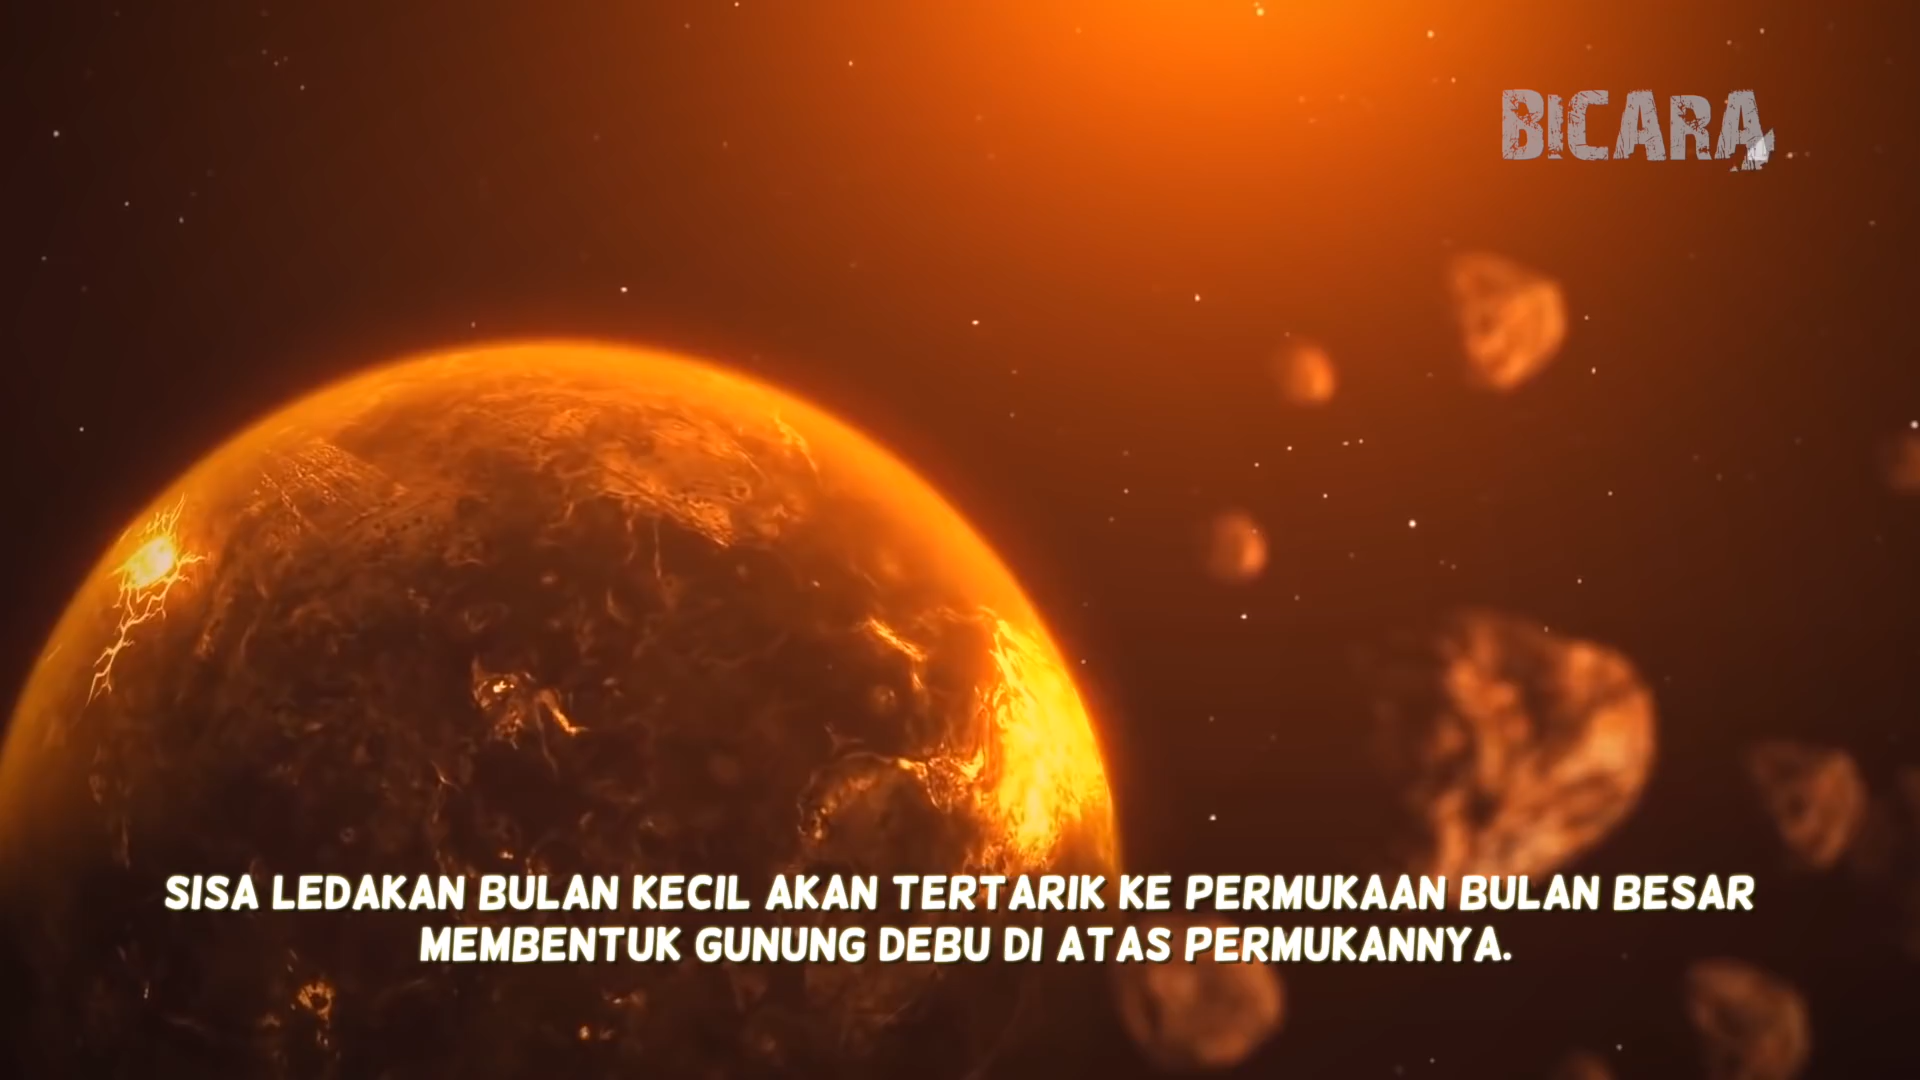 BICARA
SISA LEDAKAN BULAN KECIL AKAN TERTARIK KE PERMUKAAN BULAN BESAR
MEMBENTUK GUNUNG DEBU DI ATAS PERMUKANNYA.